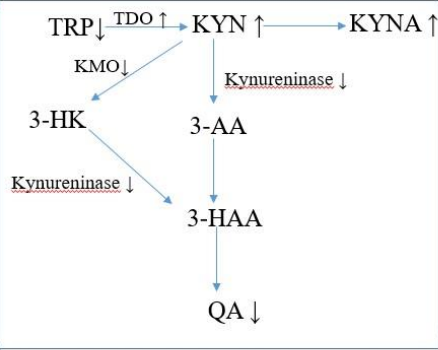 TRP↓ TDO ↑ KYN ↑ KYNA ↑
KMO↓
Kynureninase ↓
3-HK
3-AA
Kynureninase ↓
3-HAA
QA ↓